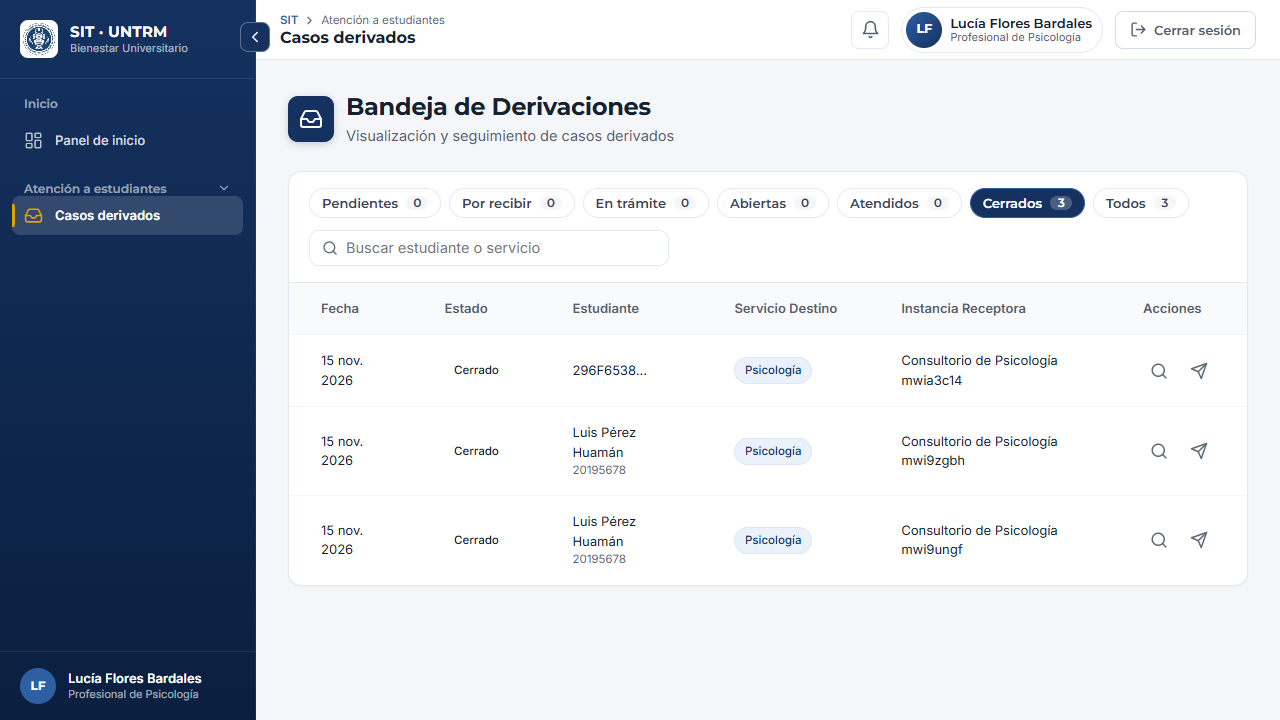 SIT · UNTRM
Bienestar Universitario
Inicio
Panel de inicio
Atención a estudiantes
Casos derivados
LF
Lucía Flores Bardales
Profesional de Psicología
SIT > Atención a estudiantes
Casos derivados
LF
Lucía Flores Bardales
Profesional de Psicología
Cerrar sesión
Bandeja de Derivaciones
Visualización y seguimiento de casos derivados
Pendientes 0
Por recibir 0
En trámite 0
Abiertas 0
Atendidos 0
Cerrados 3
Todos 3
Buscar estudiante o servicio
Fecha Estado Estudiante Servicio Destino Instancia Receptora Acciones
15 nov.
2026
Cerrado
296F6538...
Psicología
Consultorio de Psicología
mwia3c14
15 nov.
2026
Cerrado
Luis Pérez
Huamán
20195678
Psicología
Consultorio de Psicología
mwi9zgbh
15 nov.
2026
Cerrado
Luis Pérez
Huamán
20195678
Psicología
Consultorio de Psicología
mwi9ungf